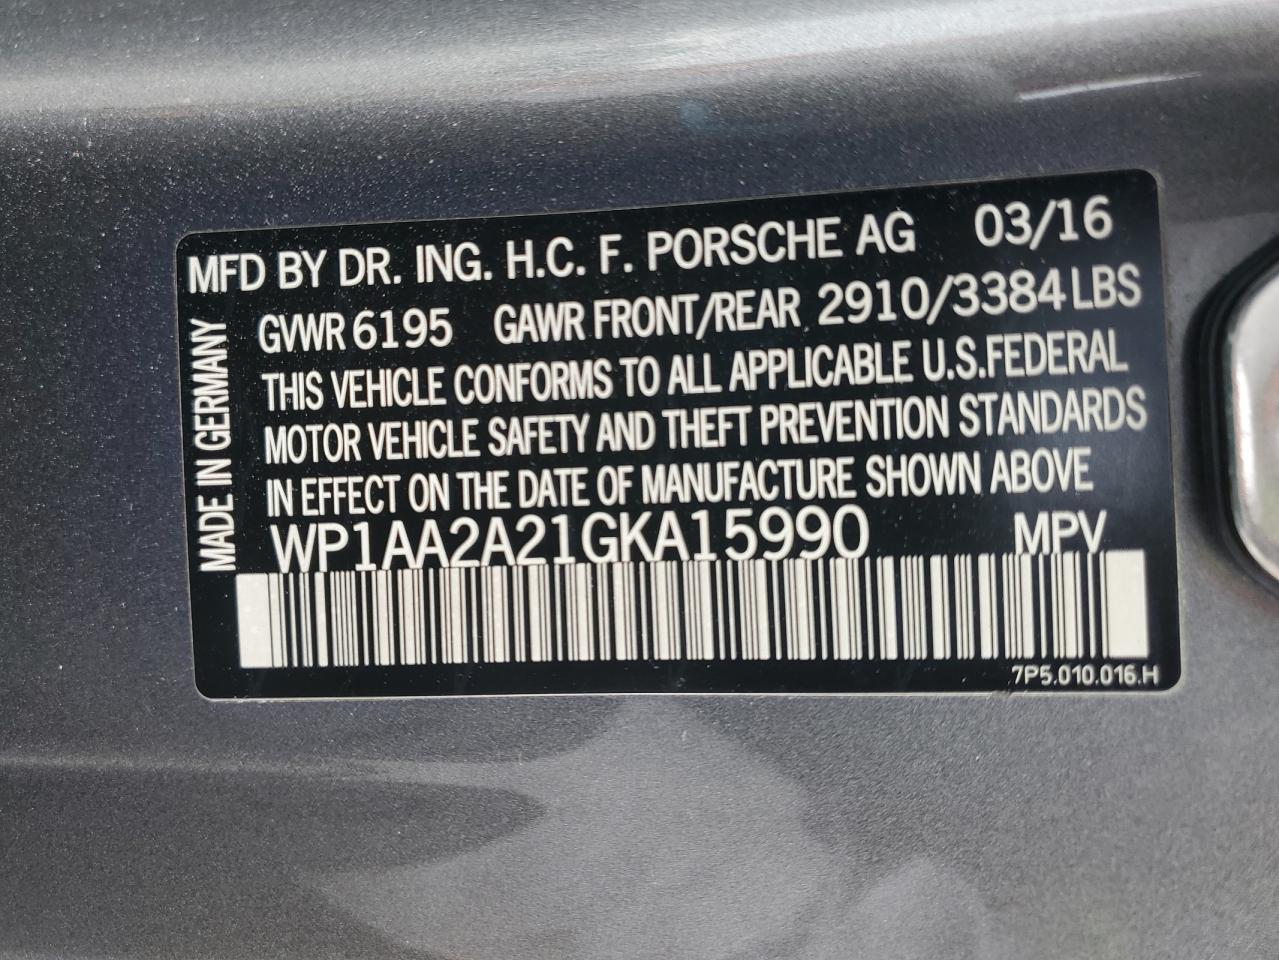 MFD BY DR. ING. H.C. F. PORSCHE AG 03/16
GVWR 6195 GAWR FRONT/REAR 2910/3384 LBS
THIS VEHICLE CONFORMS TO ALL APPLICABLE U.S.FEDERAL
MOTOR VEHICLE SAFETY AND THEFT PREVENTION STANDARDS
IN EFFECT ON THE DATE OF MANUFACTURE SHOWN ABOVE
WP1AA2A21GKA15990 MPV
7P5.010.016.H
MADE IN GERMANY